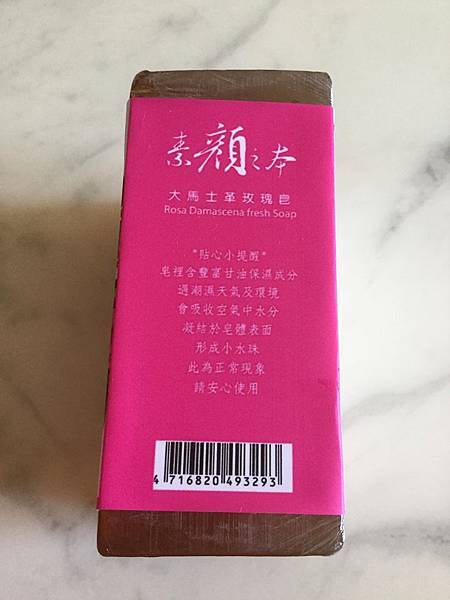 素顏之本
大馬士革玫瑰皂
Rosa Damascena fresh Soap
"貼心小提醒"
皂裡含豐富甘油保濕成分
遇潮濕天氣及環境
會吸收空氣中水分
凝結於皂體表面
形成小水珠
此為正常現象
請安心使用
4 716820 493293